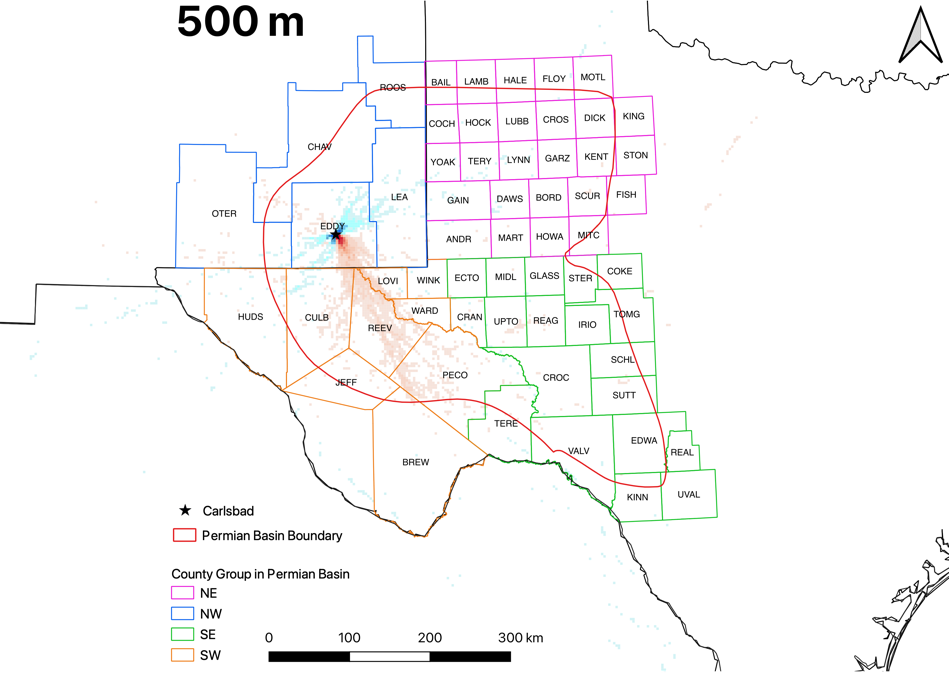 500 m
ROOS
BAIL LAMB HALE FLOY MOTL
COCH HOCK LUBB CROS DICK KING
CHAV
YOAK TERY LYNN GARZ KENT STON
OTER
LEA
GAIN DAWS BORD SCUR FISH
EDDY
ANDR MART HOWA MITC
LOVI WINK ECTO MIDL GLASS STER COKE
HUDS CULB REEV WARD CRAN UPTO REAG IRIO TOMG
SCHL
JEFF PECO CROC
SUTT
TERE
BREW VALV EDWA REAL
KINN UVAL
Carlsbad
Permian Basin Boundary
County Group in Permian Basin
NE
NW
SE
SW
0 100 200 300 km